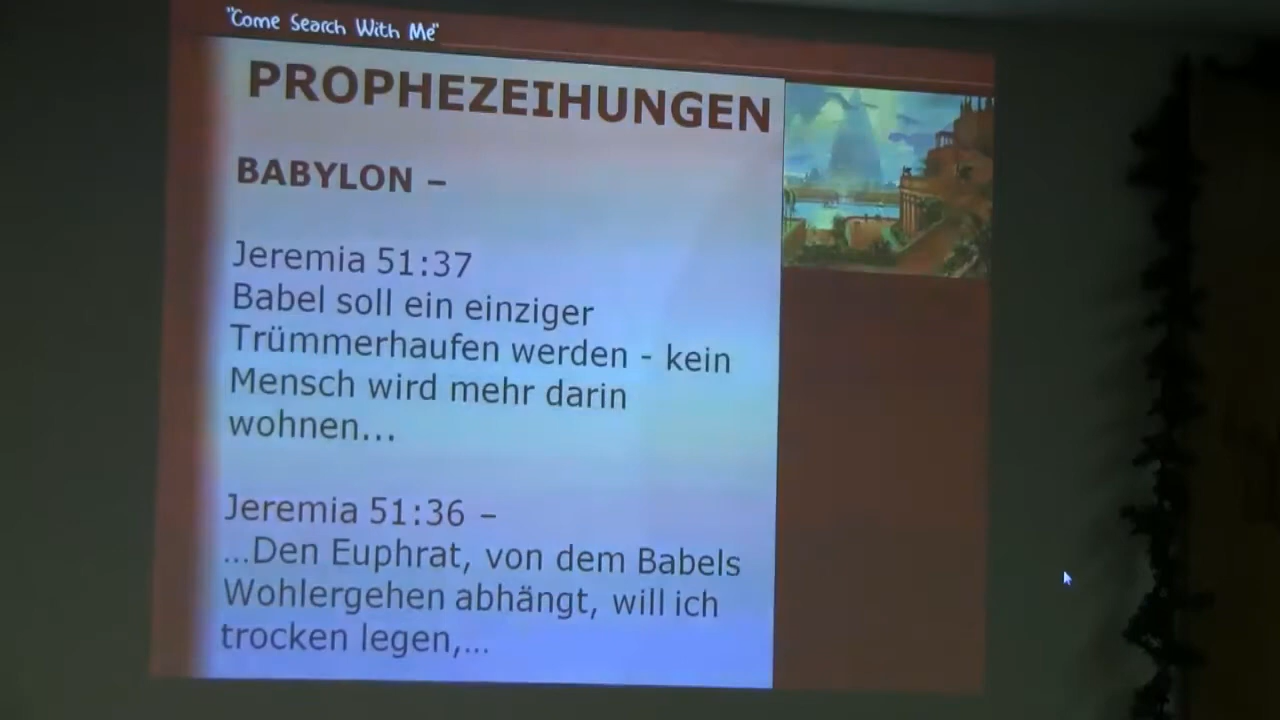 "Come Search With Me"
PROPHEZEIHUNGEN
BABYLON –
Jeremia 51:37
Babel soll ein einziger
Trümmerhaufen werden - kein
Mensch wird mehr darin
wohnen...
Jeremia 51:36 –
...Den Euphrat, von dem Babels
Wohlergehen abhängt, will ich
trocken legen,...